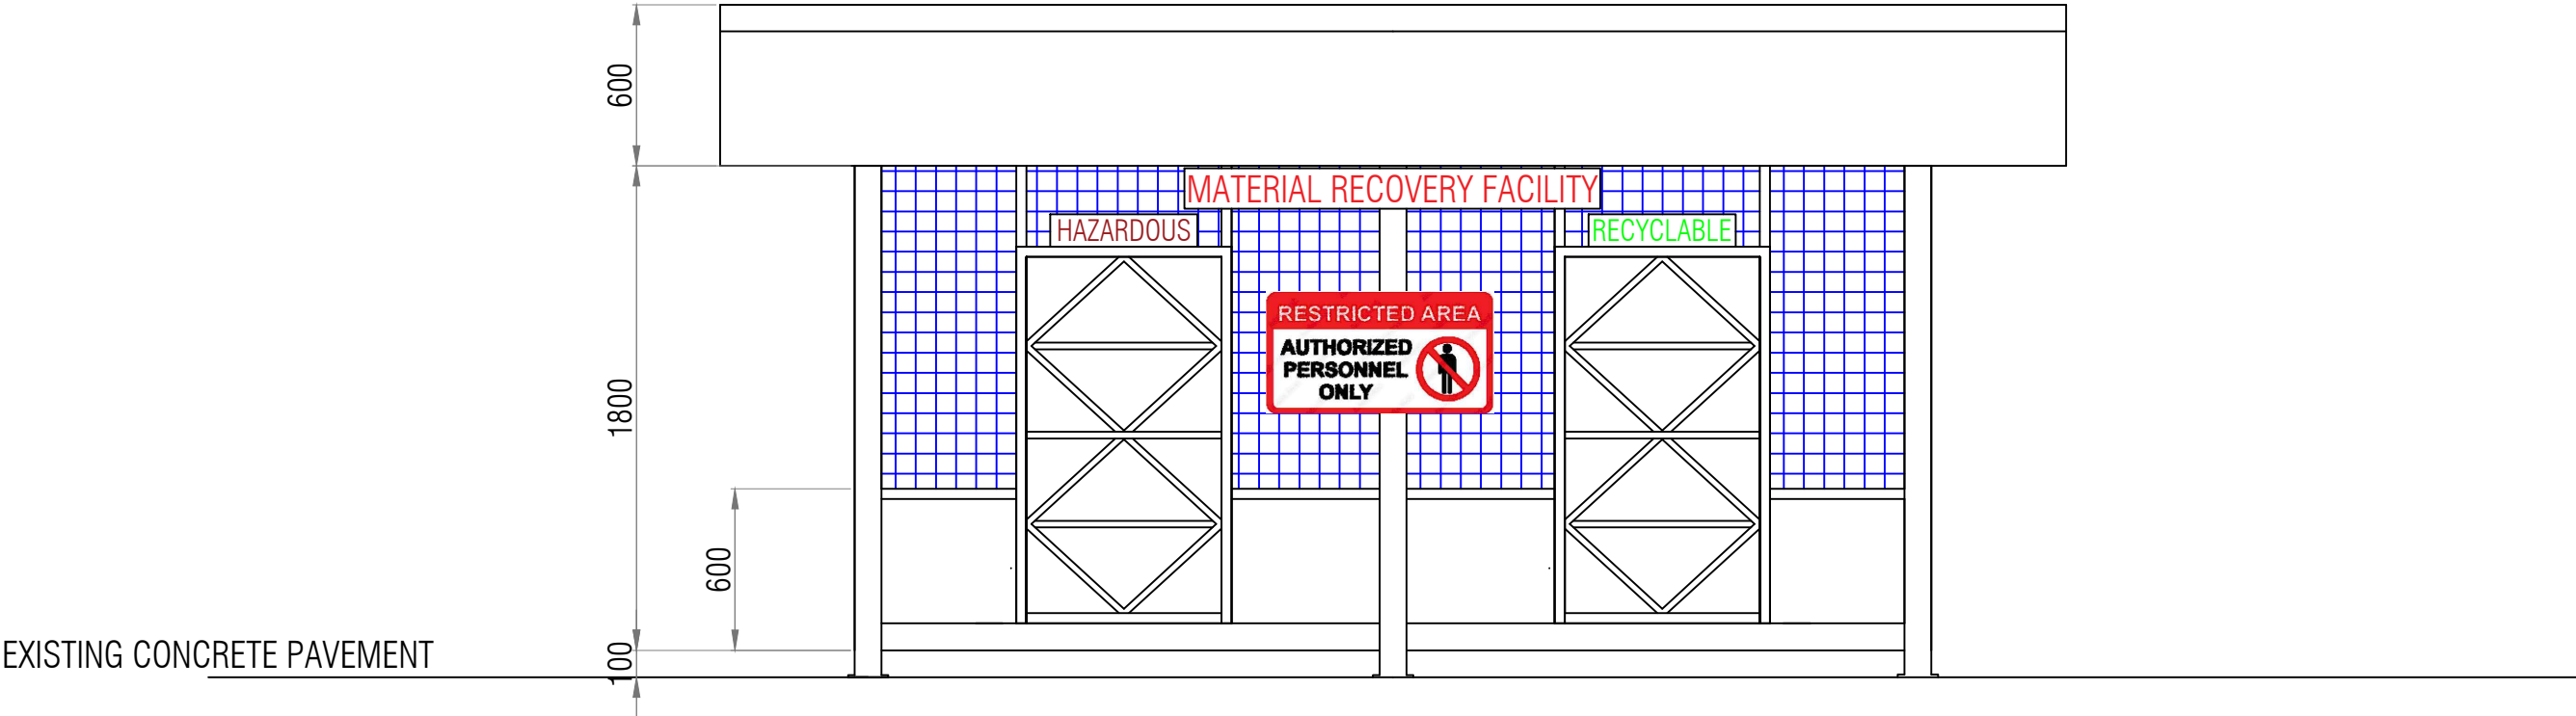 600
MATERIAL RECOVERY FACILITY
HAZARDOUS
RECYCLABLE
RESTRICTED AREA
AUTHORIZED
PERSONNEL
ONLY
1800
600
EXISTING CONCRETE PAVEMENT
100